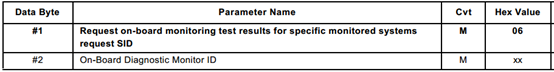 Data Byte Parameter Name Cvt Hex Value
#1 Request on-board monitoring test results for specific monitored systems M 06
request SID
#2 On-Board Diagnostic Monitor ID M xx